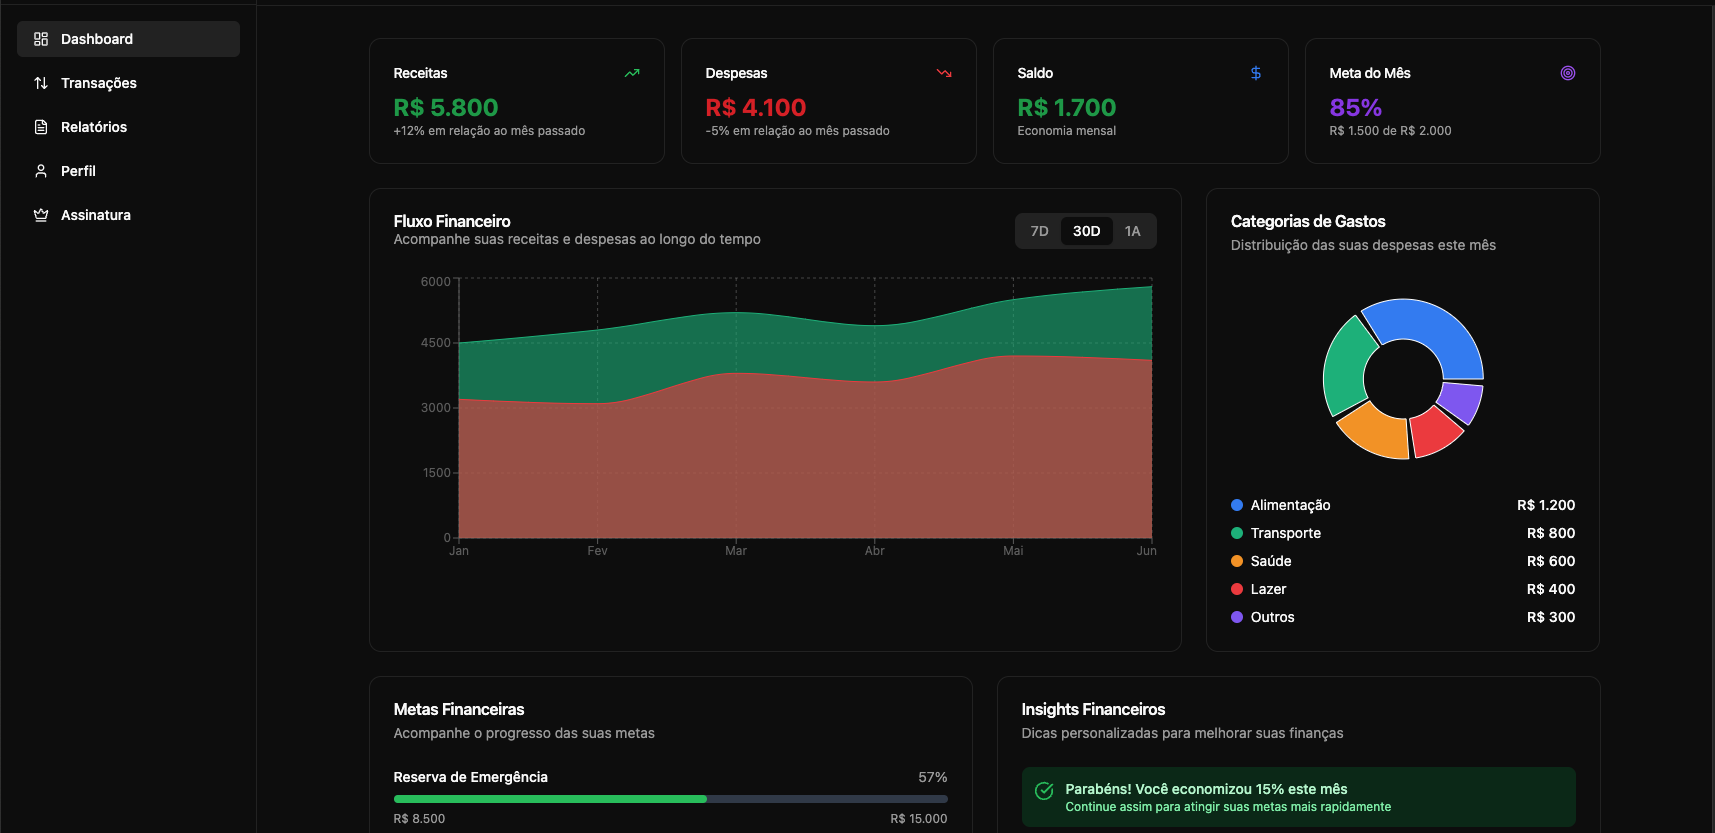 Dashboard
Transações
Relatórios
Perfil
Assinatura
Receitas
R$ 5.800
+12% em relação ao mês passado
Despesas
R$ 4.100
-5% em relação ao mês passado
Saldo
R$ 1.700
Economia mensal
Meta do Mês
85%
R$ 1.500 de R$ 2.000
Fluxo Financeiro
Acompanhe suas receitas e despesas ao longo do tempo
7D 30D 1A
6000
4500
3000
1500
0
Jan Fev Mar Abr Mai Jun
Categorias de Gastos
Distribuição das suas despesas este mês
Alimentação R$ 1.200
Transporte R$ 800
Saúde R$ 600
Lazer R$ 400
Outros R$ 300
Metas Financeiras
Acompanhe o progresso das suas metas
Reserva de Emergência 57%
R$ 8.500 R$ 15.000
Insights Financeiros
Dicas personalizadas para melhorar suas finanças
Parabéns! Você economizou 15% este mês
Continue assim para atingir suas metas mais rapidamente